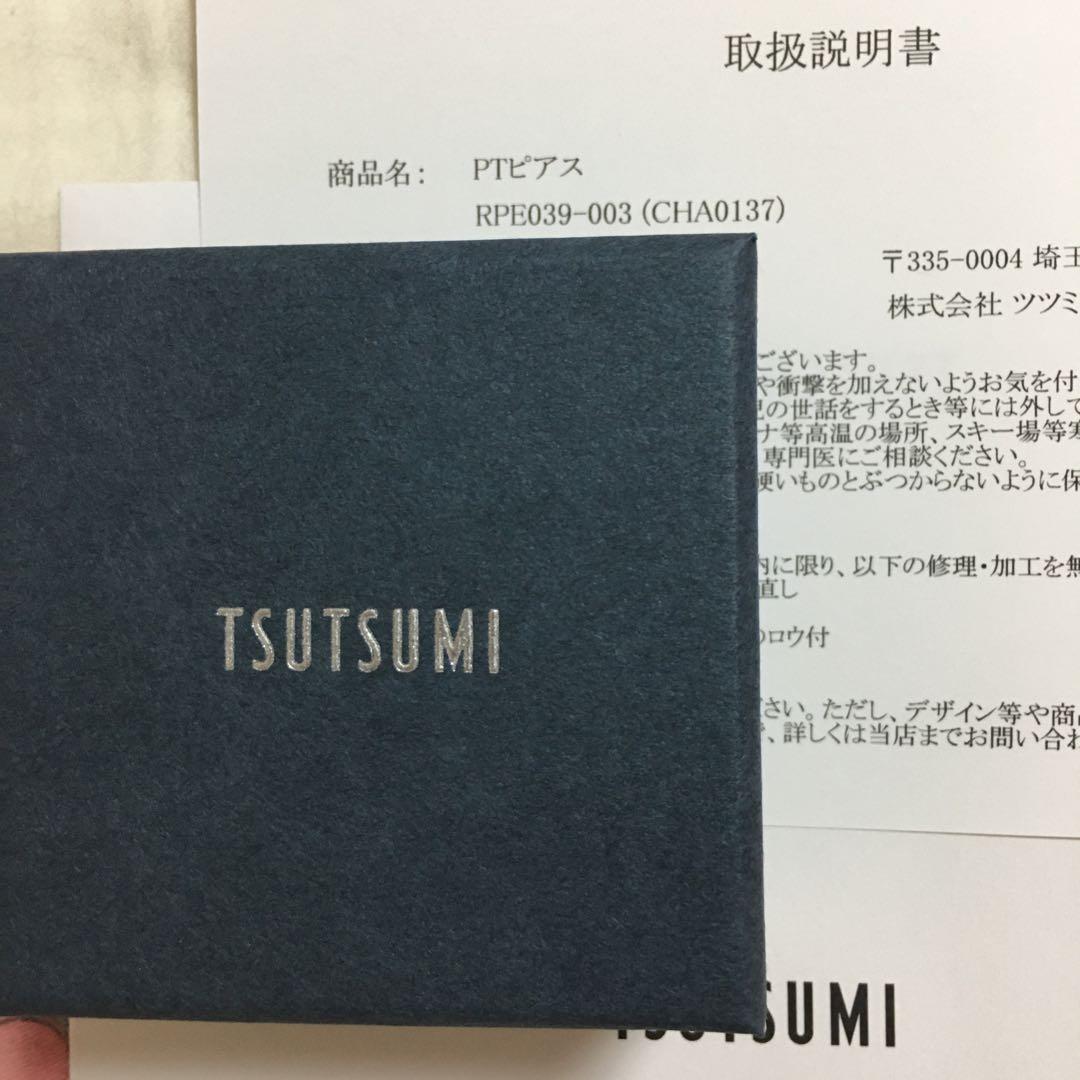 取扱説明書
商品名： PTピアス
RPE039-003 (CHA0137)
〒335-0004 埼玉
株式会社 ツツミ
ございます。
や衝撃を加えないようお気を付
の世話をするとき等には外して
ナ等高温の場所、スキー場等寒
専門医にご相談ください。
硬いものとぶつからないように保
内に限り、以下の修理・加工を無
直し
のロウ付
ださい。ただし、デザイン等や商品
、詳しくは当店までお問い合わ
TSUTSUMI
TSUTSUMI